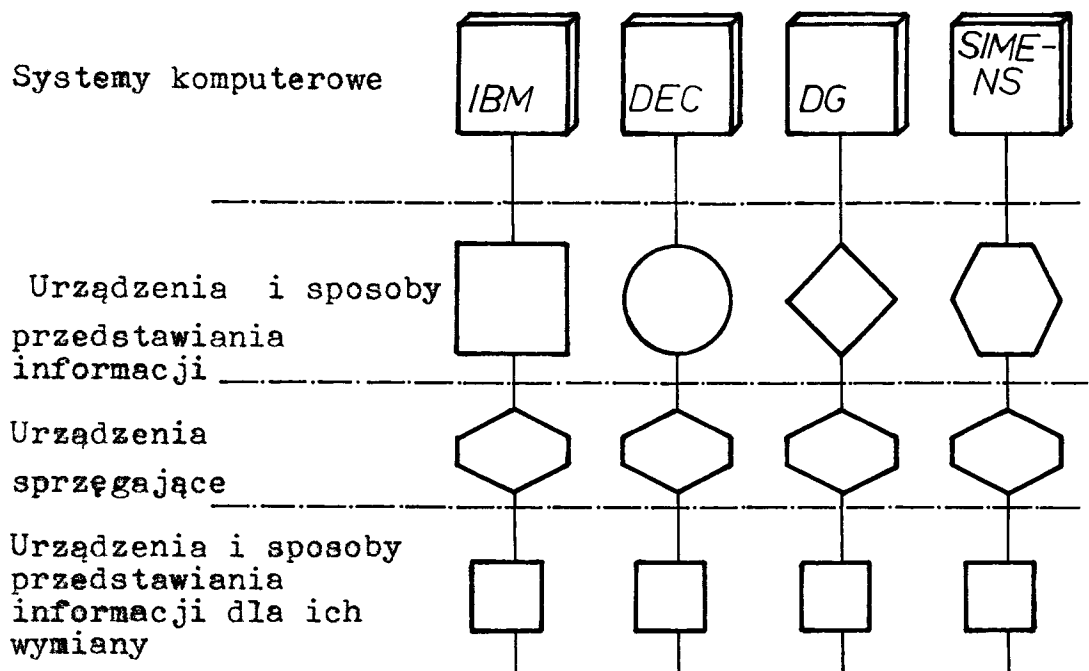 Systemy komputerowe
IBM
DEC
DG
SIME-
NS
Urządzenia i sposoby
przedstawiania
informacji
Urządzenia
sprzęgające
Urządzenia i sposoby
przedstawiania
informacji dla ich
wymiany